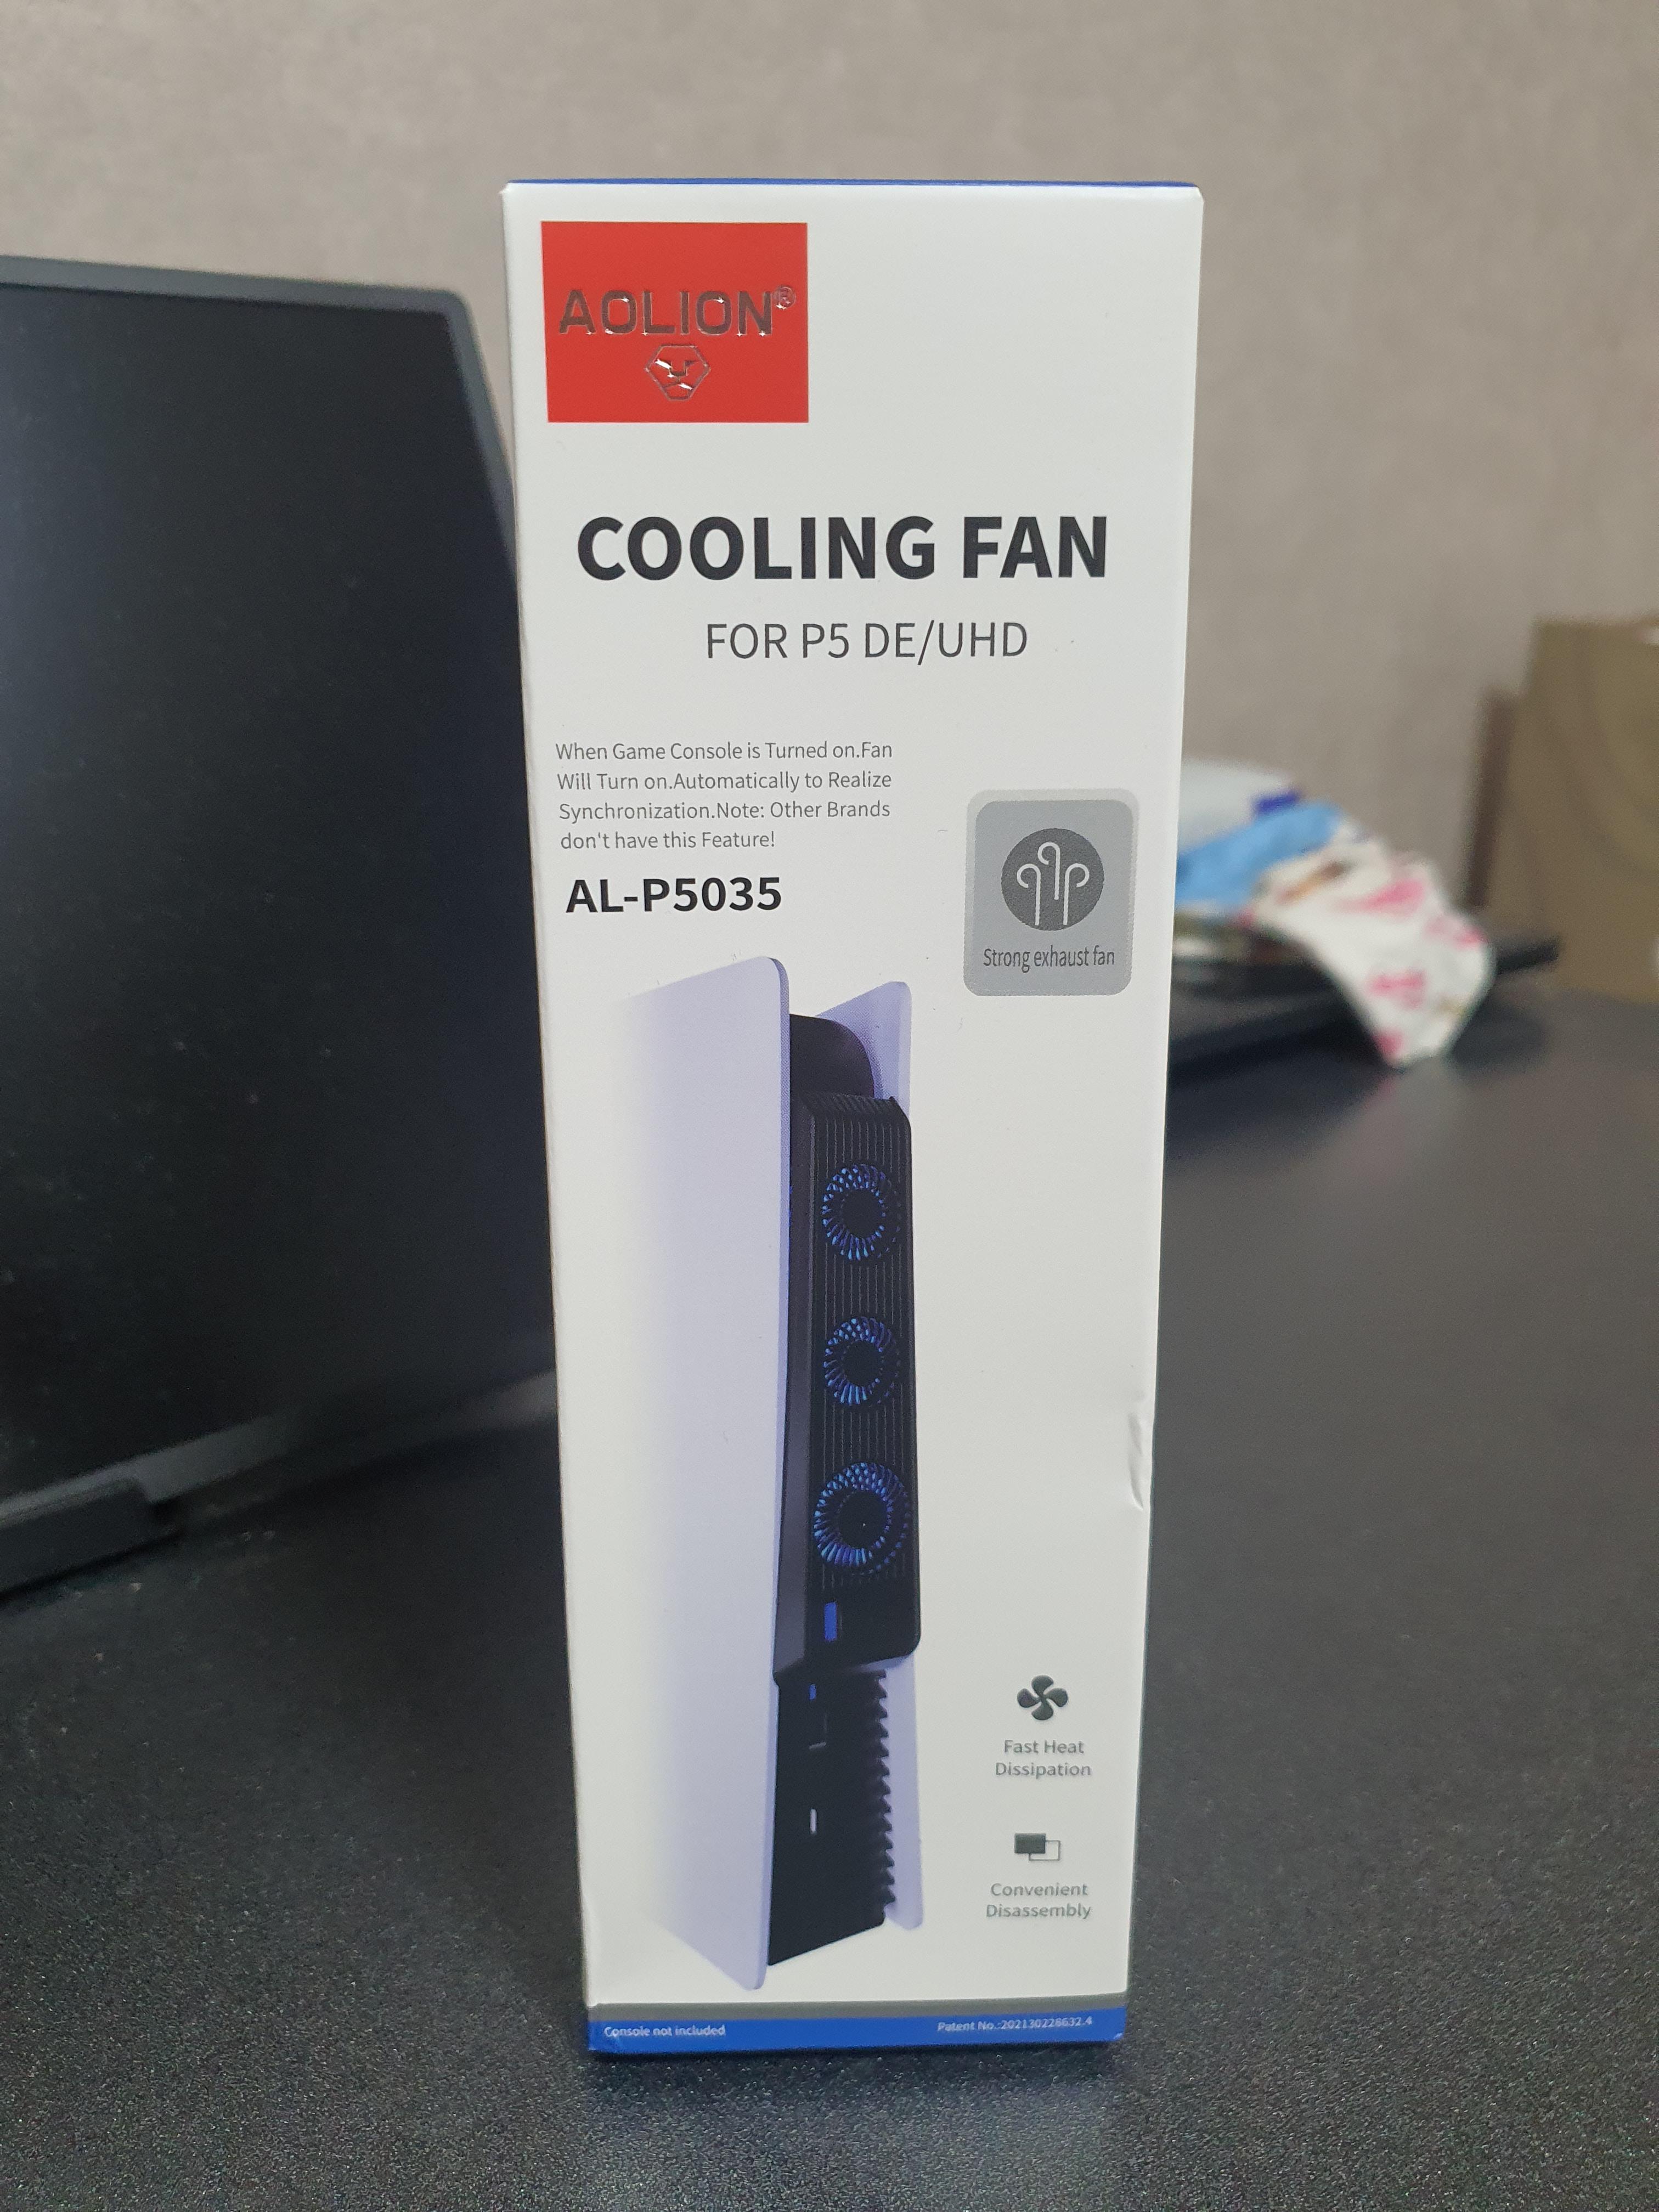 AOLION®
COOLING FAN
FOR P5 DE/UHD
When Game Console is Turned on.Fan
Will Turn on.Automatically to Realize
Synchronization.Note: Other Brands
don't have this Feature!
AL-P5035
Strong exhaust fan
Fast Heat
Dissipation
Convenient
Disassembly
Console not included
Patent No.:202130228632.4